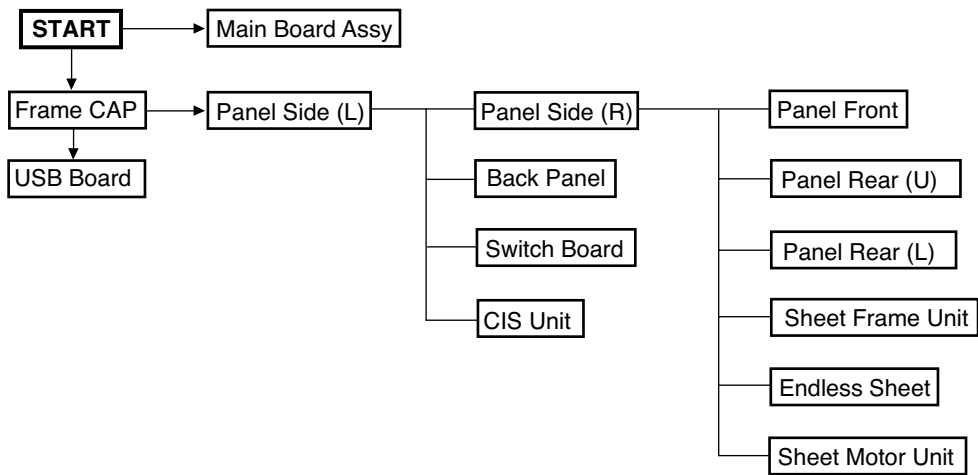 START
Main Board Assy
Frame CAP
Panel Side (L)
Panel Side (R)
Panel Front
USB Board
Back Panel
Panel Rear (U)
Switch Board
Panel Rear (L)
CIS Unit
Sheet Frame Unit
Endless Sheet
Sheet Motor Unit